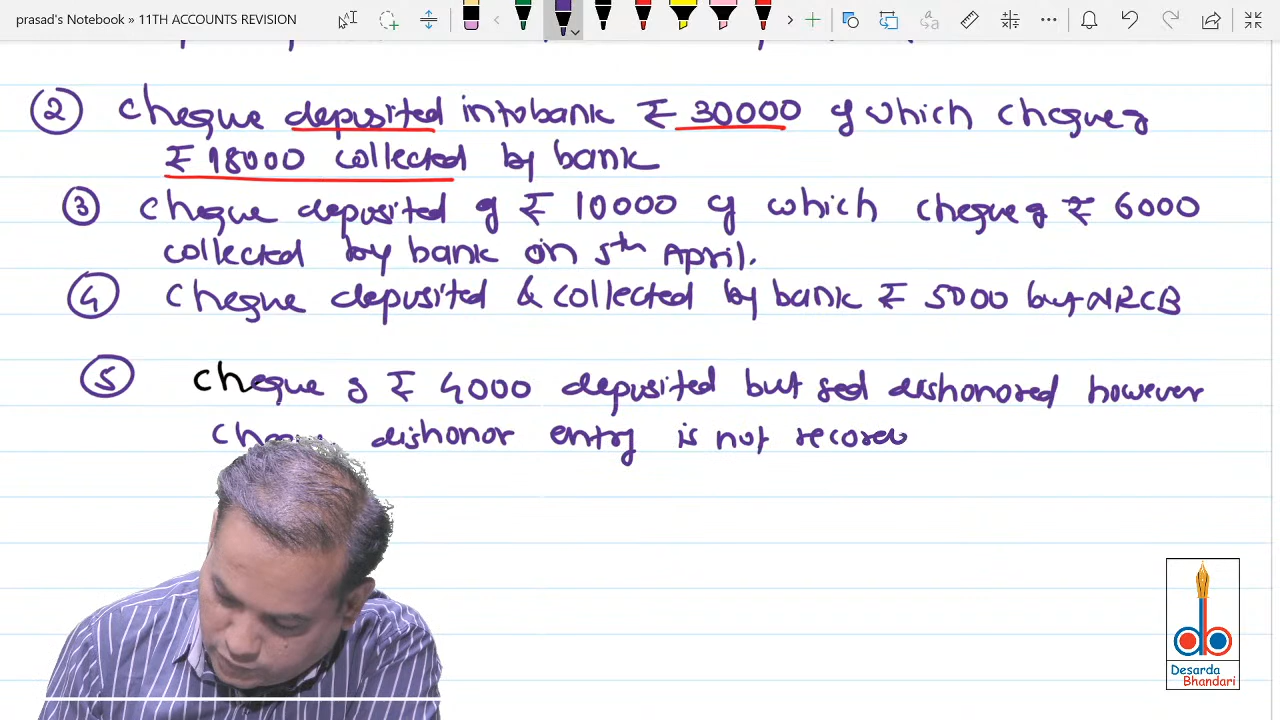 prasad's Notebook » 11TH ACCOUNTS REVISION
② Cheque deposited into bank ₹ 30000 of which cheque of
₹ 18000 collected by bank
③ Cheque deposited of ₹ 10000 of which cheque of ₹ 6000
collected by bank on 5th April.
④ Cheque deposited & collected by bank ₹ 5000 but NRCB
⑤ Cheque of ₹ 4000 deposited but dishonored however
dishonor entry is not
Desarda
Bhandari